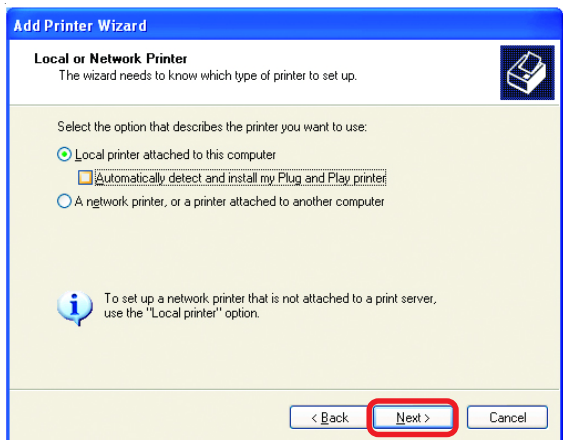 Add Printer Wizard
Local or Network Printer
The wizard needs to know which type of printer to set up.
Select the option that describes the printer you want to use:
Local printer attached to this computer
Automatically detect and install my Plug and Play printer
A network printer, or a printer attached to another computer
To set up a network printer that is not attached to a print server,
use the "Local printer" option.
< Back Next > Cancel